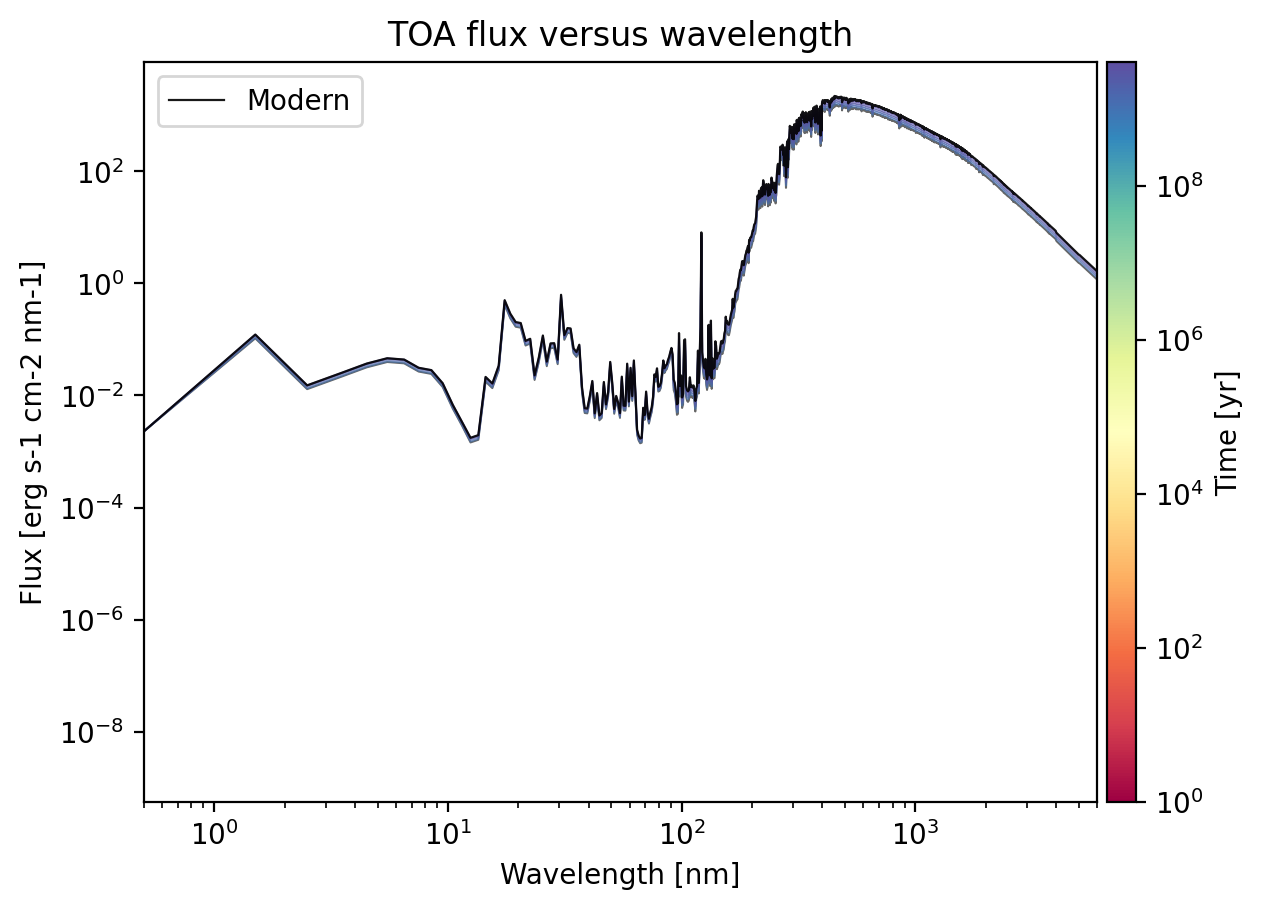 TOA flux versus wavelength
Modern
Flux [erg s-1 cm-2 nm-1]
10²
10⁰
10⁻²
10⁻⁴
10⁻⁶
10⁻⁸
10⁰ 10¹ 10² 10³
Wavelength [nm]
10⁸
10⁶
10⁴
10²
10⁰
Time [yr]